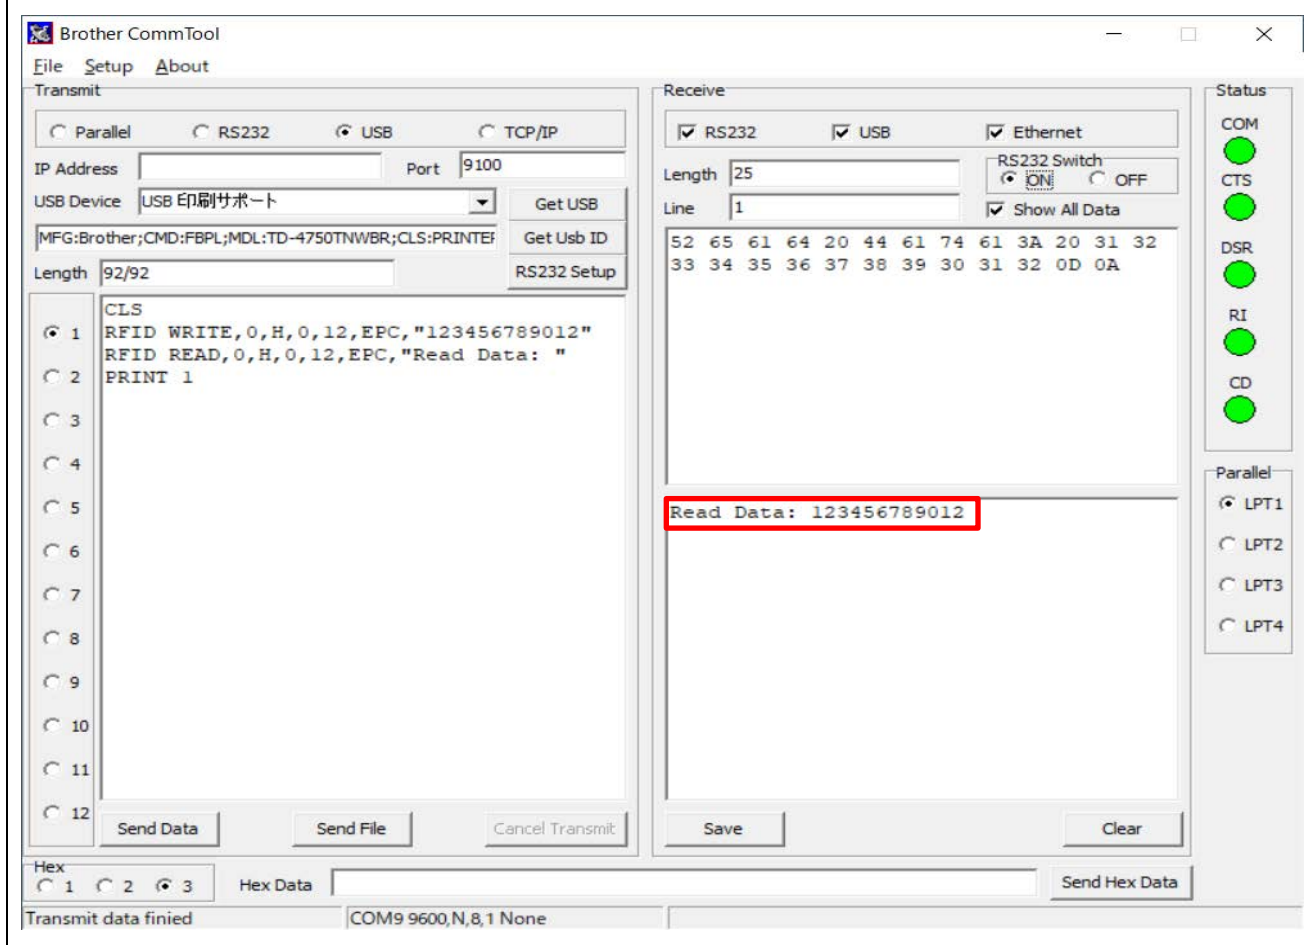 Brother CommTool
File Setup About
Transmit
Parallel RS232 USB TCP/IP
IP Address Port 9100
USB Device USB 印刷サポート Get USB
MFG:Brother;CMD:FBPL;MDL:TD-4750TNWBR;CLS:PRINTER Get Usb ID
Length 92/92 RS232 Setup
CLS
RFID WRITE,0,H,0,12,EPC,"123456789012"
RFID READ,0,H,0,12,EPC,"Read Data: "
PRINT 1
1
2
3
4
5
6
7
8
9
10
11
12
Send Data Send File Cancel Transmit
Receive
RS232 USB Ethernet
Length 25
RS232 Switch
ON OFF
Line 1 Show All Data
52 65 61 64 20 44 61 74 61 3A 20 31 32
33 34 35 36 37 38 39 30 31 32 0D 0A
Read Data: 123456789012
Save Clear
Status
COM
CTS
DSR
RI
CD
Parallel
LPT1
LPT2
LPT3
LPT4
Hex
1 2 3 Hex Data Send Hex Data
Transmit data finied COM9 9600,N,8,1 None